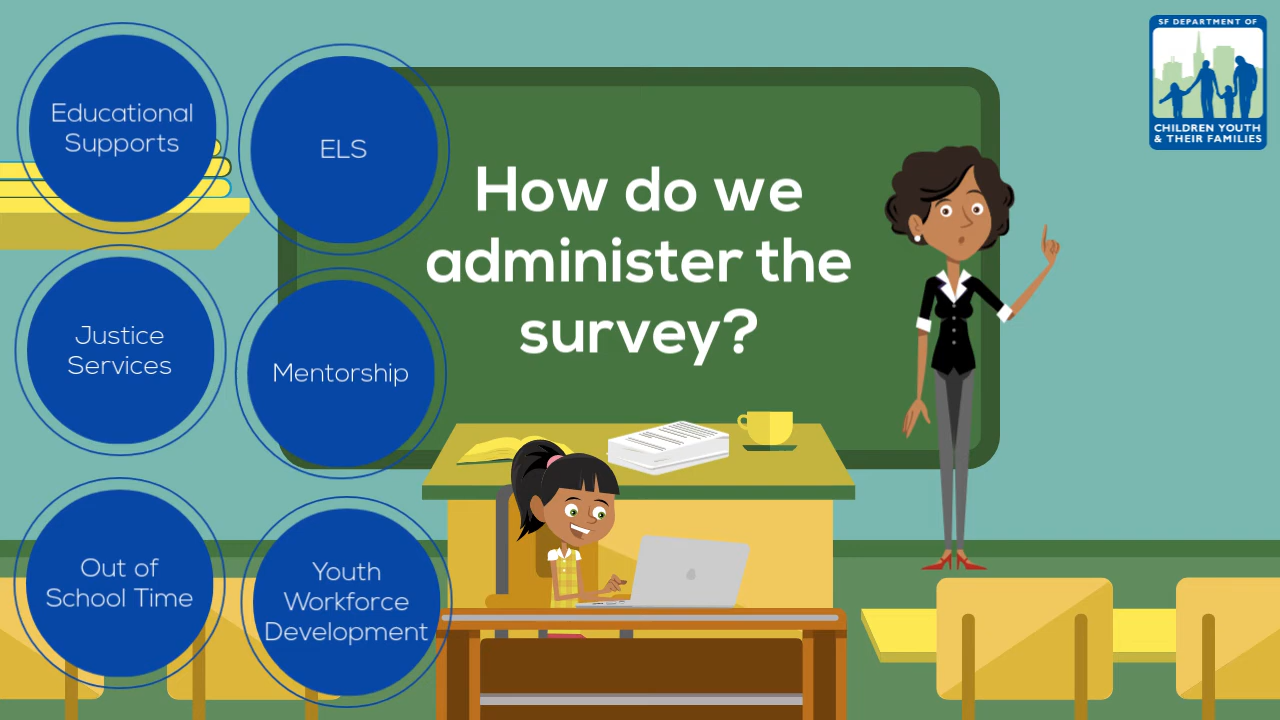 Educational
Supports
ELS
Justice
Services
Mentorship
Out of
School Time
Youth
Workforce
Development
How do we
administer the
survey?
SF DEPARTMENT OF
CHILDREN YOUTH
& THEIR FAMILIES